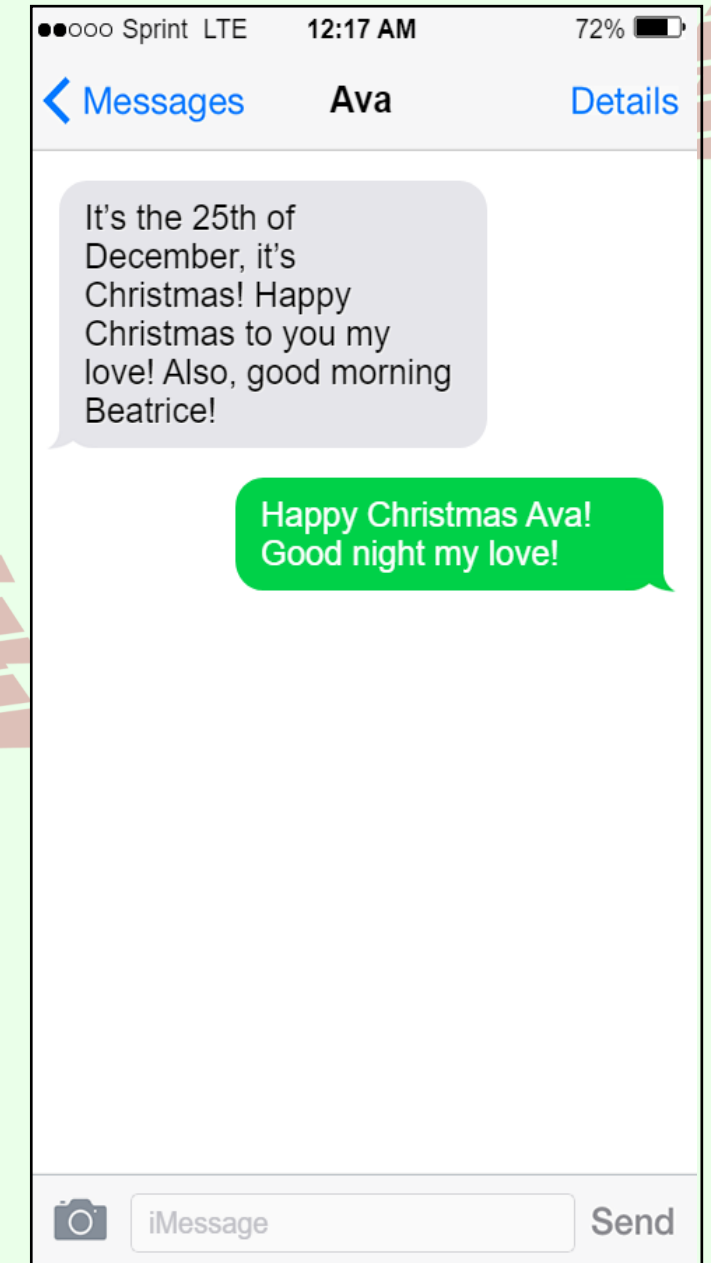 Sprint LTE 12:17 AM 72%
Messages Ava Details
It’s the 25th of
December, it’s
Christmas! Happy
Christmas to you my
love! Also, good morning
Beatrice!
Happy Christmas Ava!
Good night my love!
iMessage Send